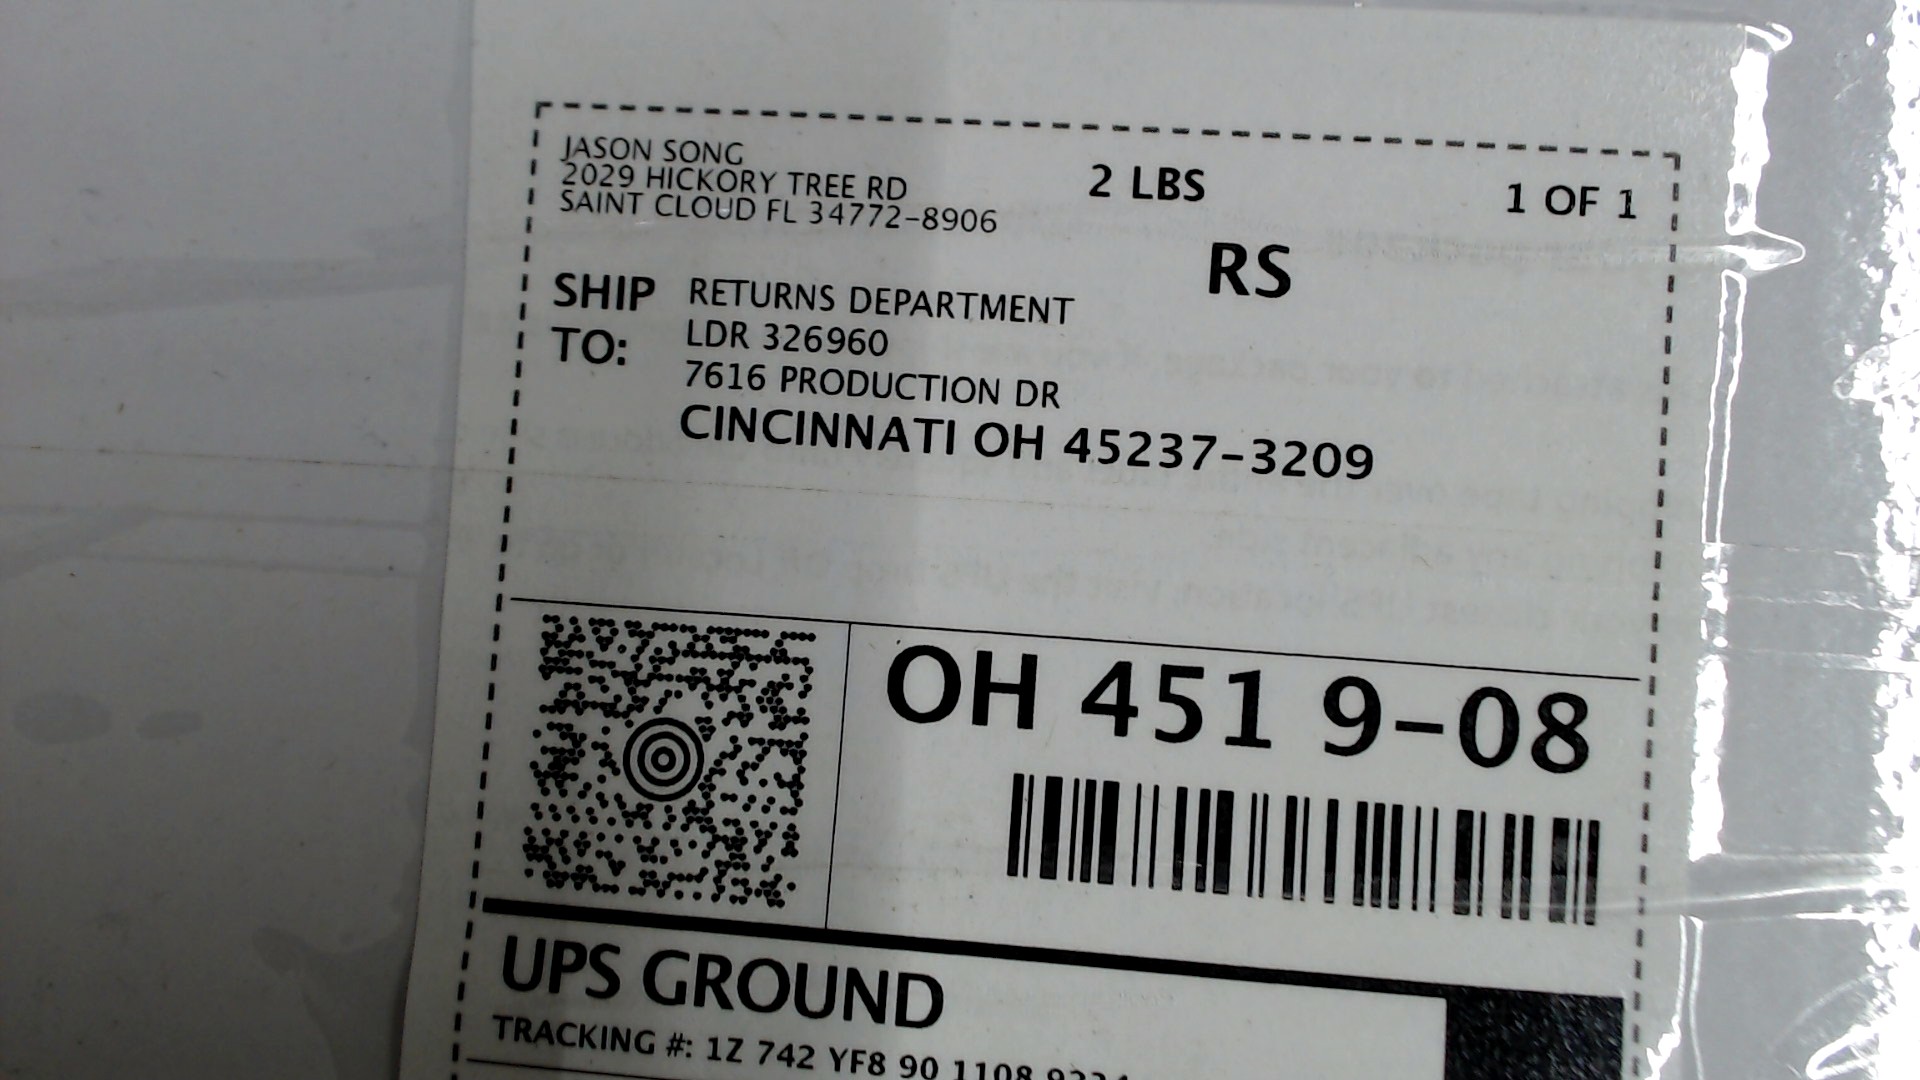 JASON SONG
2029 HICKORY TREE RD
SAINT CLOUD FL 34772-8906
2 LBS
1 OF 1
RS
SHIP TO:
RETURNS DEPARTMENT
LDR 326960
7616 PRODUCTION DR
CINCINNATI OH 45237-3209
OH 451 9-08
UPS GROUND
TRACKING #: 1Z 742 YF8 90 1108